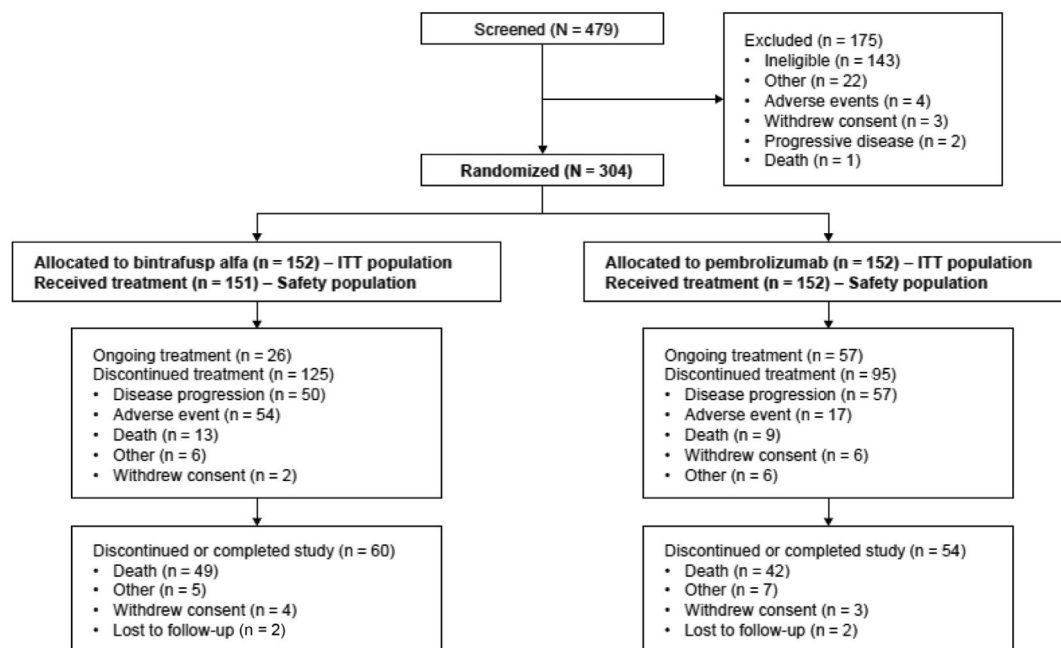 Screened (N = 479)
Excluded (n = 175)
• Ineligible (n = 143)
• Other (n = 22)
• Adverse events (n = 4)
• Withdrew consent (n = 3)
• Progressive disease (n = 2)
• Death (n = 1)
Randomized (N = 304)
Allocated to bintrafusp alfa (n = 152) – ITT population
Received treatment (n = 151) – Safety population
Allocated to pembrolizumab (n = 152) – ITT population
Received treatment (n = 152) – Safety population
Ongoing treatment (n = 26)
Discontinued treatment (n = 125)
• Disease progression (n = 50)
• Adverse event (n = 54)
• Death (n = 13)
• Other (n = 6)
• Withdrew consent (n = 2)
Ongoing treatment (n = 57)
Discontinued treatment (n = 95)
• Disease progression (n = 57)
• Adverse event (n = 17)
• Death (n = 9)
• Withdrew consent (n = 6)
• Other (n = 6)
Discontinued or completed study (n = 60)
• Death (n = 49)
• Other (n = 5)
• Withdrew consent (n = 4)
• Lost to follow-up (n = 2)
Discontinued or completed study (n = 54)
• Death (n = 42)
• Other (n = 7)
• Withdrew consent (n = 3)
• Lost to follow-up (n = 2)